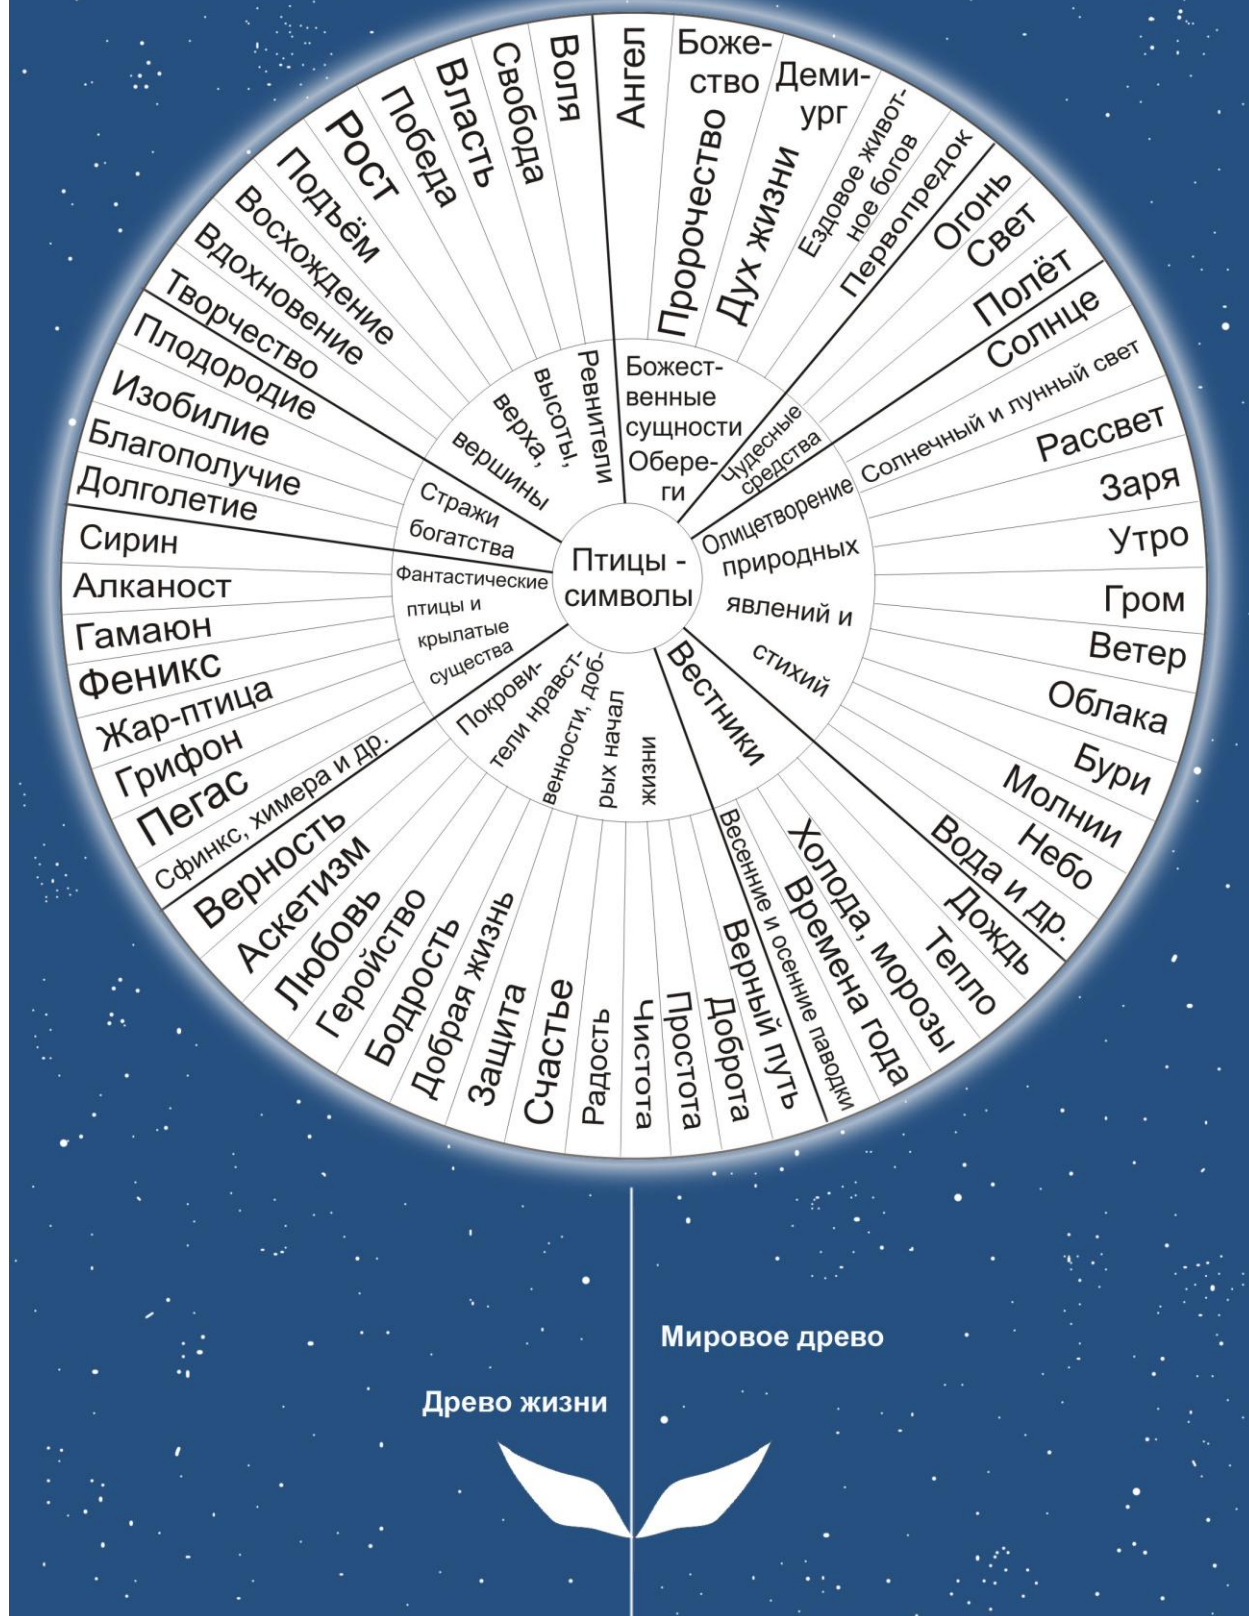 Птицы -
символы
Божест-
венные
сущности
Обере-
ги
Ангел
Боже-
ство
Пророчество
Деми-
ург
Дух жизни
Ездовое живот-
ное богов
Первопредок
Чудесные
средства
Огонь
Свет
Полёт
Олицетворение
природных
явлений и
стихий
Солнце
Солнечный и лунный свет
Рассвет
Заря
Утро
Гром
Ветер
Облака
Бури
Молнии
Небо
Вода и др.
Вестники
Дождь
Тепло
Холода, морозы
Времена года
Весенние и осенние паводки
Покрови-
тели нравст-
венности, доб-
рых начал
жизни
Верный путь
Доброта
Простота
Чистота
Радость
Счастье
Защита
Добрая жизнь
Бодрость
Геройство
Любовь
Аскетизм
Верность
Фантастические
птицы и
крылатые
существа
Сфинкс, химера и др.
Пегас
Грифон
Жар-птица
Феникс
Гамаюн
Алканост
Сирин
Стражи
богатства
Долголетие
Благополучие
Изобилие
Плодородие
Ревнители
высоты,
верха,
вершины
Творчество
Вдохновение
Восхождение
Подъём
Рост
Победа
Власть
Свобода
Воля
Мировое древо
Древо жизни